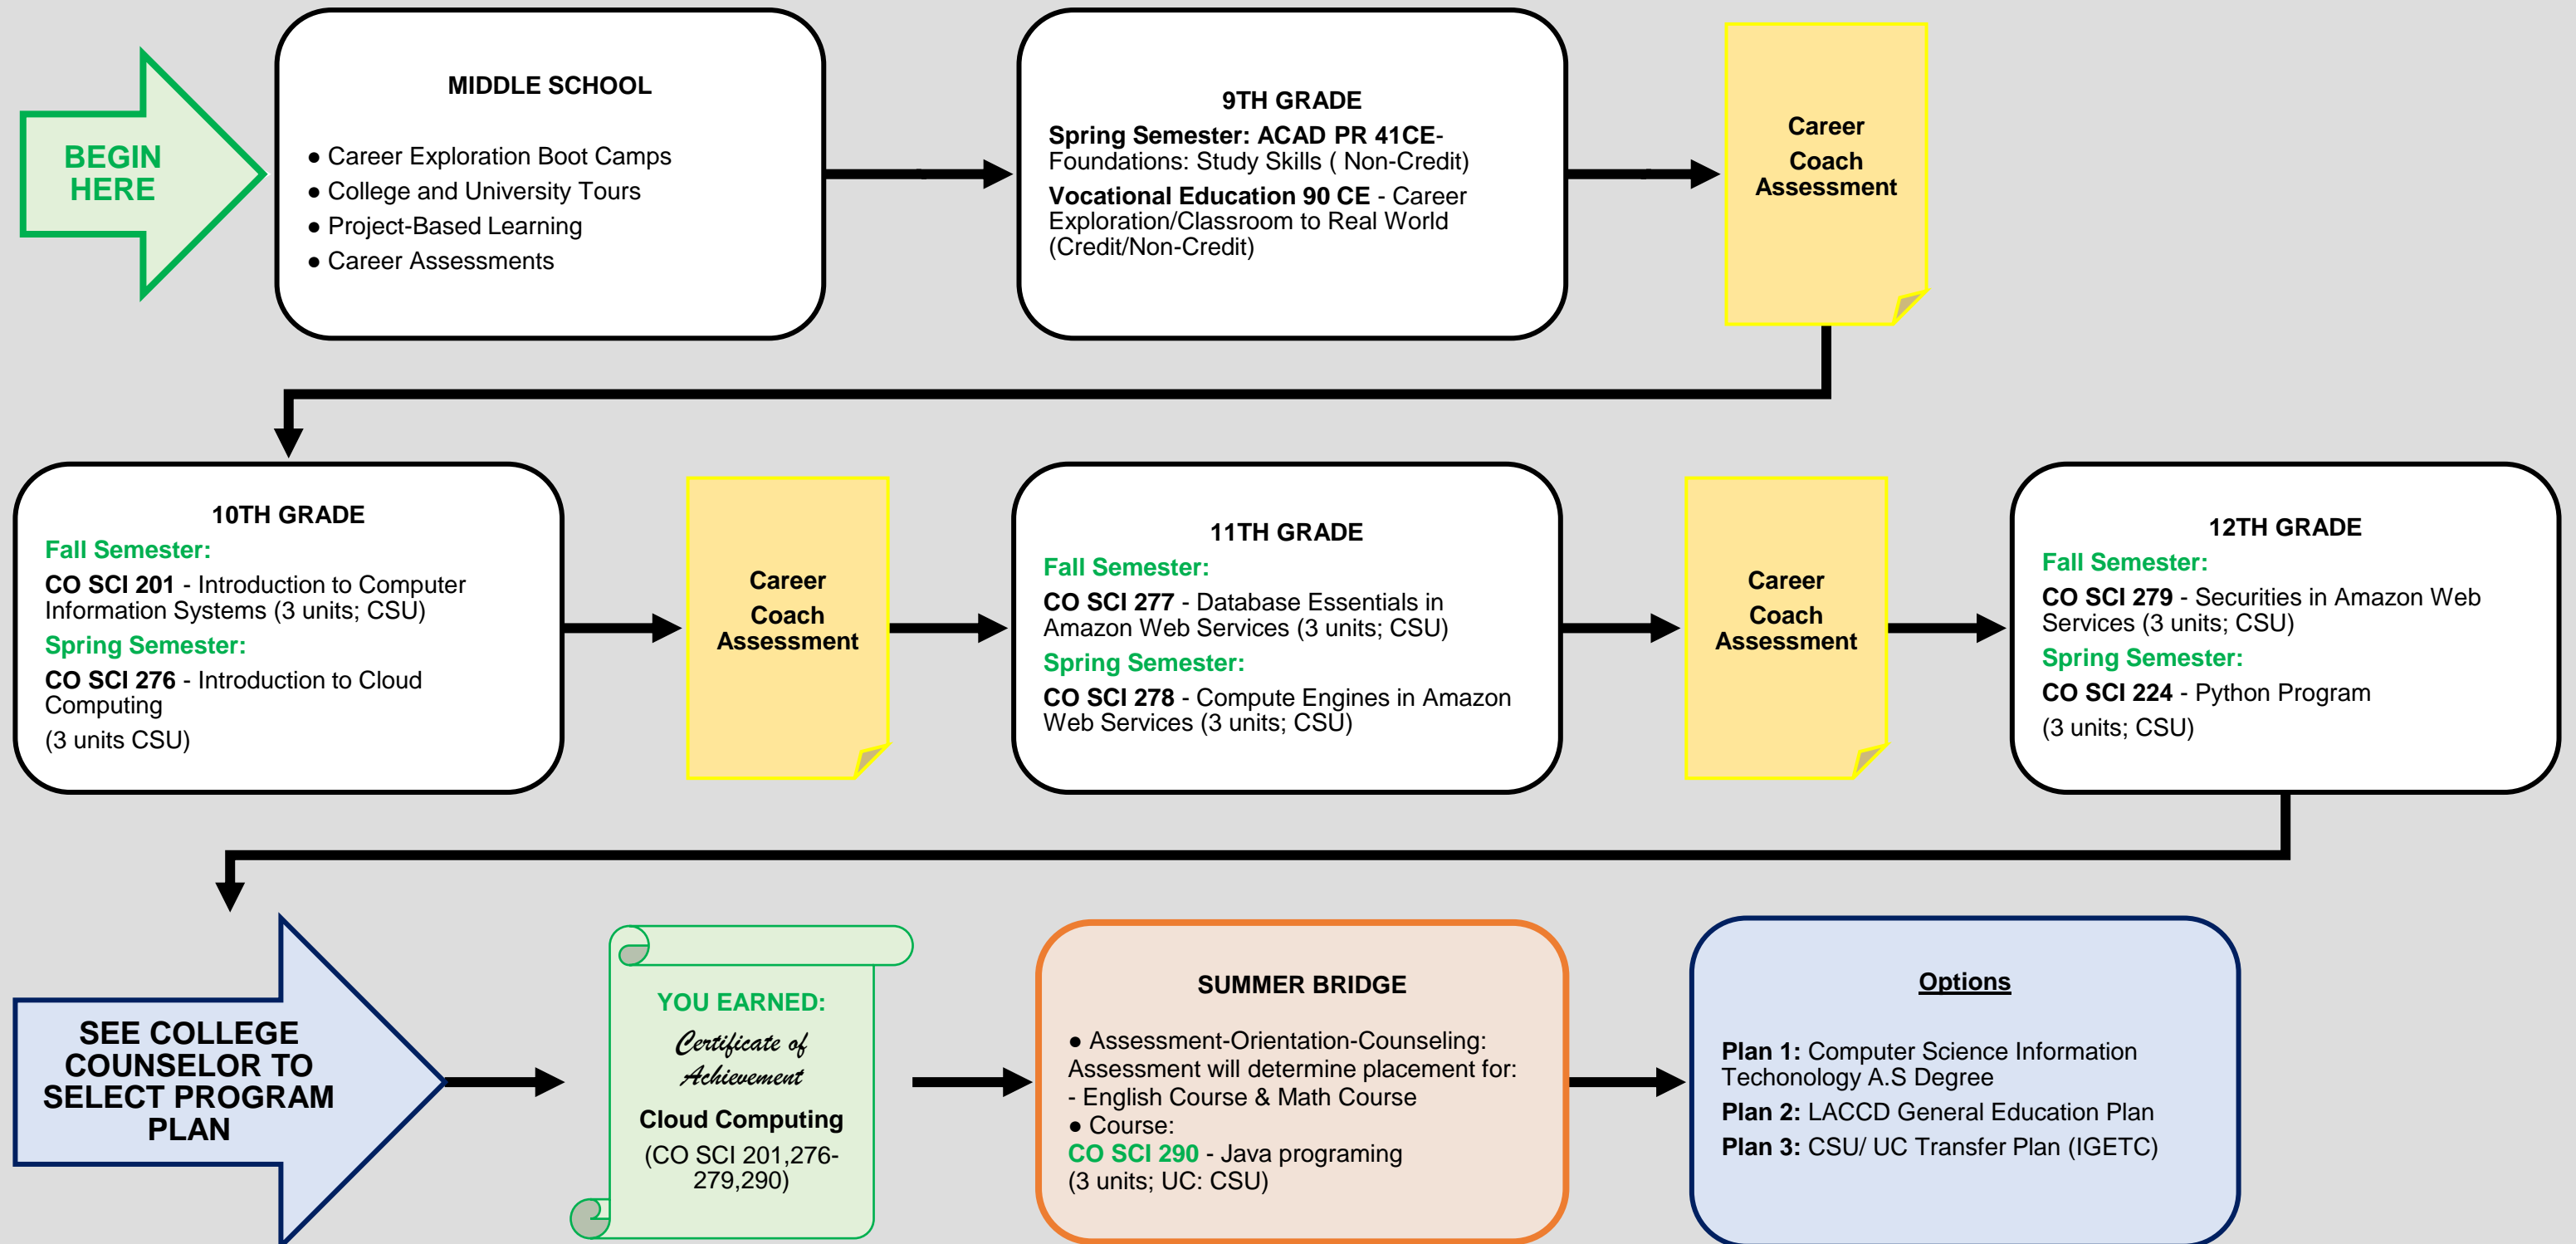 BEGIN
HERE
MIDDLE SCHOOL
● Career Exploration Boot Camps
● College and University Tours
● Project-Based Learning
● Career Assessments
9TH GRADE
Spring Semester: ACAD PR 41CE-
Foundations: Study Skills ( Non-Credit)
Vocational Education 90 CE - Career
Exploration/Classroom to Real World
(Credit/Non-Credit)
Career
Coach
Assessment
10TH GRADE
Fall Semester:
CO SCI 201 - Introduction to Computer
Information Systems (3 units; CSU)
Spring Semester:
CO SCI 276 - Introduction to Cloud
Computing
(3 units CSU)
Career
Coach
Assessment
11TH GRADE
Fall Semester:
CO SCI 277 - Database Essentials in
Amazon Web Services (3 units; CSU)
Spring Semester:
CO SCI 278 - Compute Engines in Amazon
Web Services (3 units; CSU)
Career
Coach
Assessment
12TH GRADE
Fall Semester:
CO SCI 279 - Securities in Amazon Web
Services (3 units; CSU)
Spring Semester:
CO SCI 224 - Python Program
(3 units; CSU)
SEE COLLEGE
COUNSELOR TO
SELECT PROGRAM
PLAN
YOU EARNED:
Certificate of
Achievement
Cloud Computing
(CO SCI 201,276-
279,290)
SUMMER BRIDGE
● Assessment-Orientation-Counseling:
Assessment will determine placement for:
- English Course & Math Course
● Course:
CO SCI 290 - Java programing
(3 units; UC: CSU)
Options
Plan 1: Computer Science Information
Techonology A.S Degree
Plan 2: LACCD General Education Plan
Plan 3: CSU/ UC Transfer Plan (IGETC)